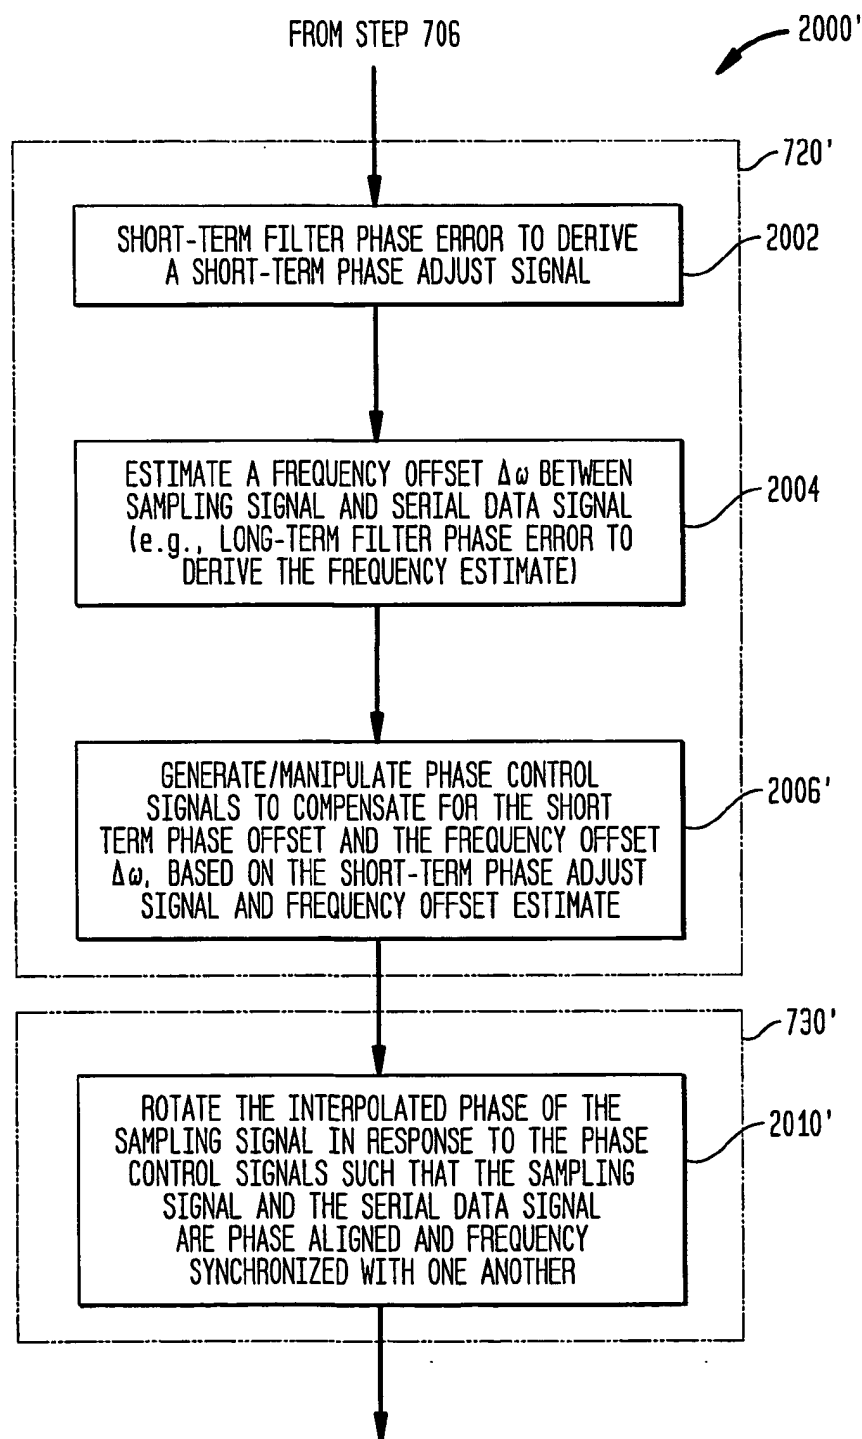 FROM STEP 706
2000'
720'
SHORT-TERM FILTER PHASE ERROR TO DERIVE
A SHORT-TERM PHASE ADJUST SIGNAL
2002
ESTIMATE A FREQUENCY OFFSET Δω BETWEEN
SAMPLING SIGNAL AND SERIAL DATA SIGNAL
(e.g., LONG-TERM FILTER PHASE ERROR TO
DERIVE THE FREQUENCY ESTIMATE)
2004
GENERATE/MANIPULATE PHASE CONTROL
SIGNALS TO COMPENSATE FOR THE SHORT
TERM PHASE OFFSET AND THE FREQUENCY OFFSET
Δω, BASED ON THE SHORT-TERM PHASE ADJUST
SIGNAL AND FREQUENCY OFFSET ESTIMATE
2006'
730'
ROTATE THE INTERPOLATED PHASE OF THE
SAMPLING SIGNAL IN RESPONSE TO THE PHASE
CONTROL SIGNALS SUCH THAT THE SAMPLING
SIGNAL AND THE SERIAL DATA SIGNAL
ARE PHASE ALIGNED AND FREQUENCY
SYNCHRONIZED WITH ONE ANOTHER
2010'